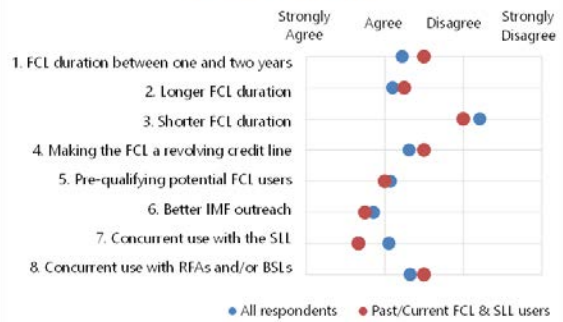 Strongly Agree Agree Disagree Strongly Disagree
1. FCL duration between one and two years
2. Longer FCL duration
3. Shorter FCL duration
4. Making the FCL a revolving credit line
5. Pre-qualifying potential FCL users
6. Better IMF outreach
7. Concurrent use with the SLL
8. Concurrent use with RFAs and/or BSLs
All respondents Past/Current FCL & SLL users